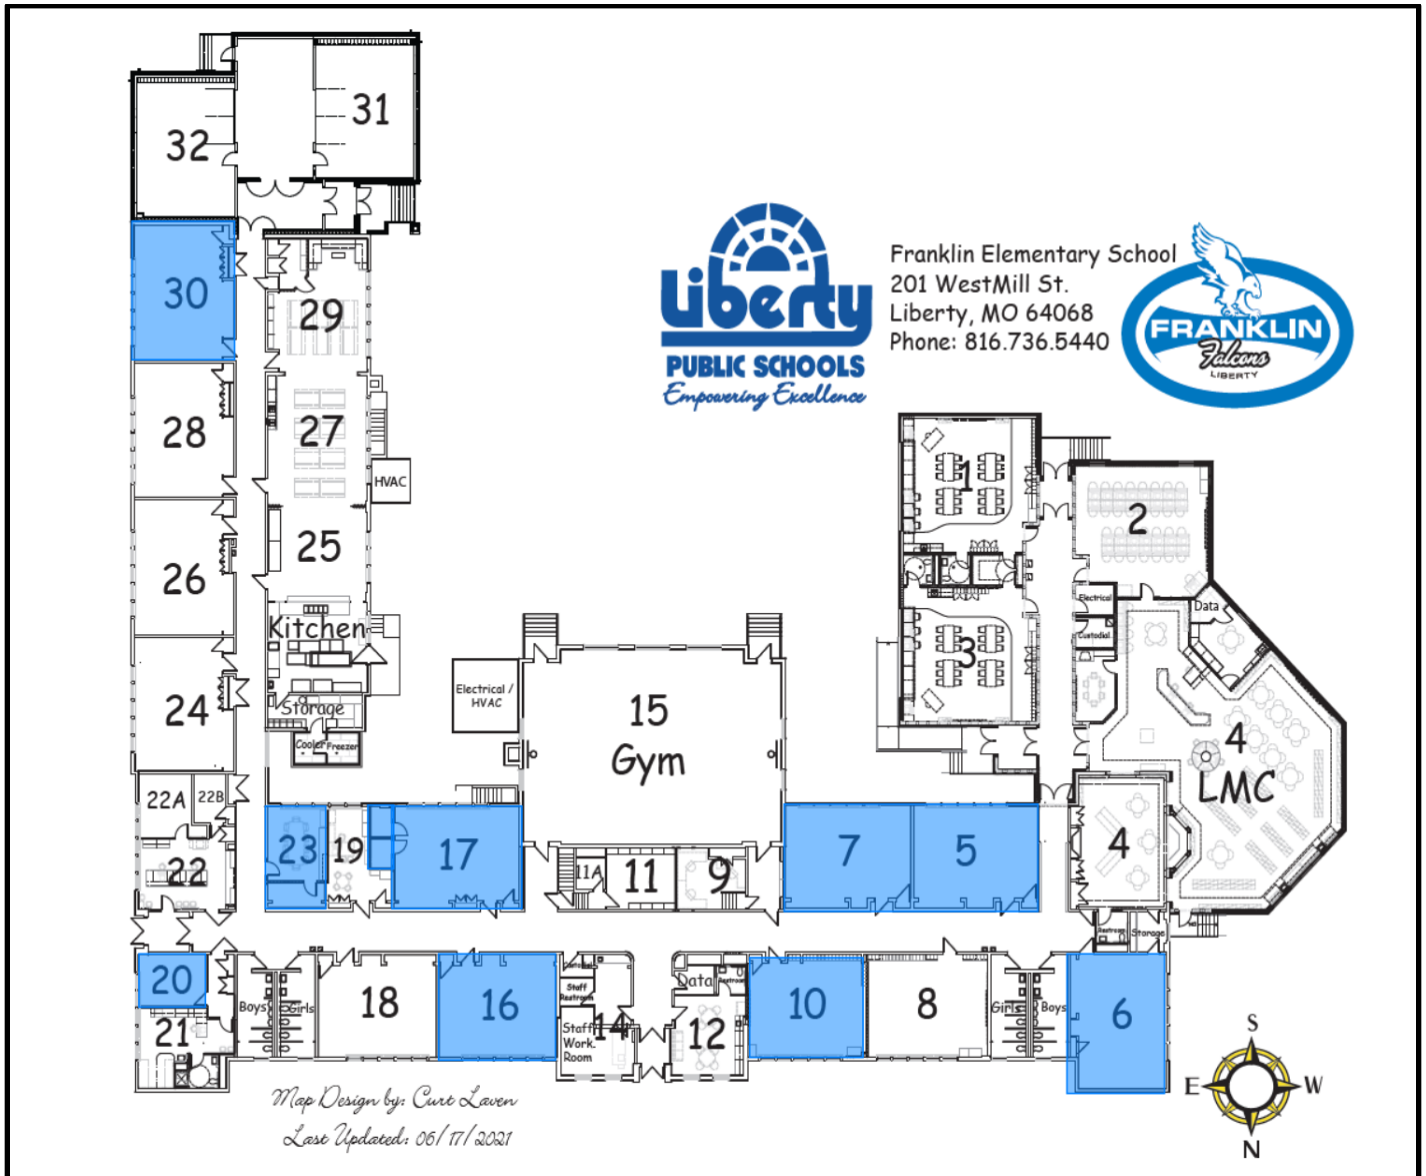 31
32
30
29
28
27
HVAC
25
26
Kitchen
24
Storage
Cooler
Freezer
22A
22B
22
23
19
17
Electrical /
HVAC
15
Gym
11A
11
9
7
5
Liberty
PUBLIC SCHOOLS
Empowering Excellence
Franklin Elementary School
201 WestMill St.
Liberty, MO 64068
Phone: 816.736.5440
FRANKLIN
Falcons
LIBERTY
1
2
Electrical
Data
Custodial
3
4
LMC
4
Restroom
Storage
20
21
Boys
Girls
18
16
Custodial
Staff
Restroom
14
Staff
Work.
Room
Data
Restroom
12
10
8
Girls
Boys
6
S
E
W
N
Map Design by: Curt Laven
Last Updated: 06/17/2021